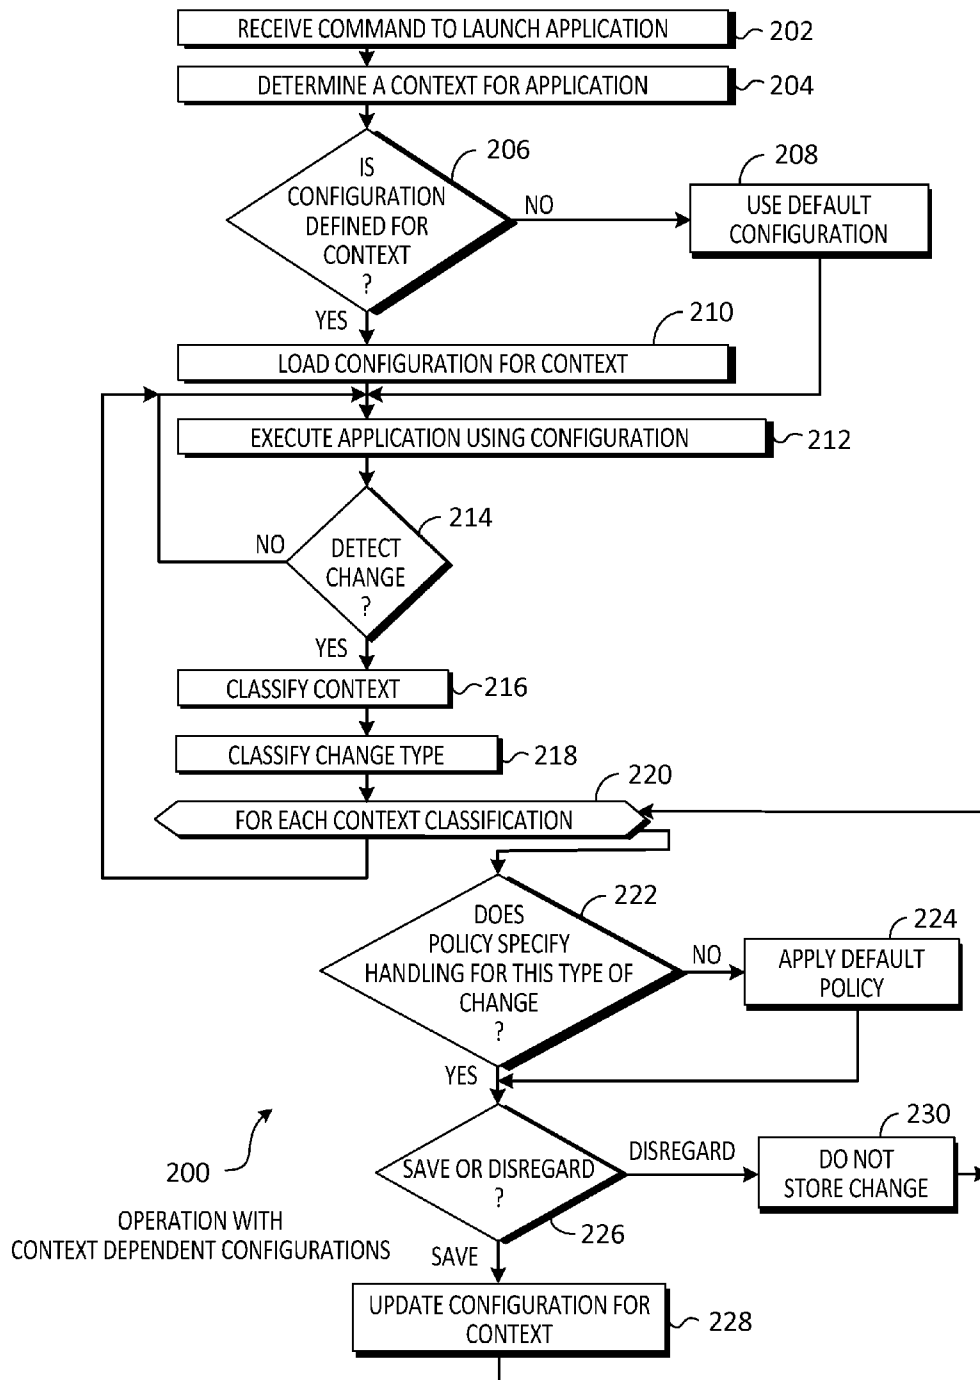 RECEIVE COMMAND TO LAUNCH APPLICATION
202
DETERMINE A CONTEXT FOR APPLICATION
204
IS
CONFIGURATION
DEFINED FOR
CONTEXT
?
206
NO
208
USE DEFAULT
CONFIGURATION
YES
210
LOAD CONFIGURATION FOR CONTEXT
EXECUTE APPLICATION USING CONFIGURATION
212
214
NO
DETECT
CHANGE
?
YES
CLASSIFY CONTEXT
216
CLASSIFY CHANGE TYPE
218
220
FOR EACH CONTEXT CLASSIFICATION
222
DOES
POLICY SPECIFY
HANDLING FOR THIS TYPE OF
CHANGE
?
NO
224
APPLY DEFAULT
POLICY
YES
SAVE OR DISREGARD
?
226
DISREGARD
230
DO NOT
STORE CHANGE
200
OPERATION WITH
CONTEXT DEPENDENT CONFIGURATIONS
SAVE
UPDATE CONFIGURATION FOR
CONTEXT
228